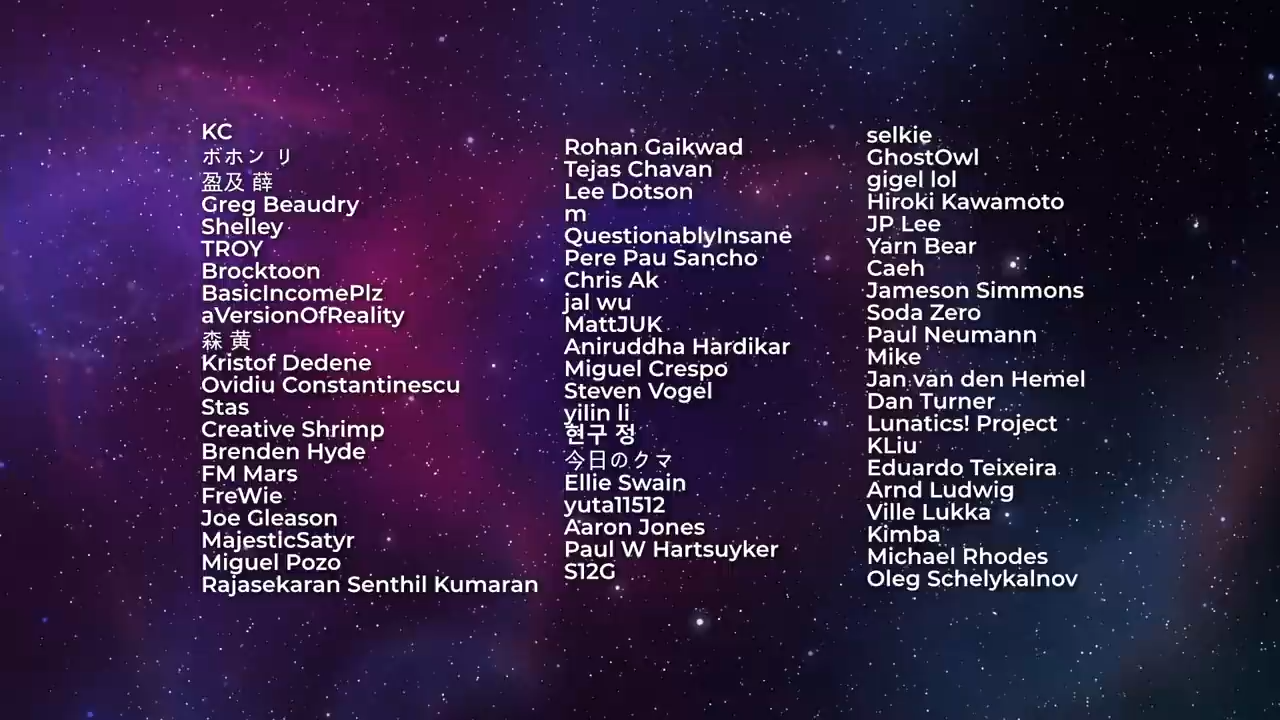 KC
ボホン リ
盈及 薛
Greg Beaudry
Shelley
TROY
Brocktoon
BasicIncomePlz
aVersionOfReality
森 黄
Kristof Dedene
Ovidiu Constantinescu
Stas
Creative Shrimp
Brenden Hyde
FM Mars
FreWie
Joe Gleason
MajesticSatyr
Miguel Pozo
Rajasekaran Senthil Kumaran
Rohan Gaikwad
Tejas Chavan
Lee Dotson
m
QuestionablyInsane
Pere Pau Sancho
Chris Ak
jal wu
MattJUK
Aniruddha Hardikar
Miguel Crespo
Steven Vogel
yilin li
현구 정
今日のクマ
Ellie Swain
yuta11512
Aaron Jones
Paul W Hartsuyker
S12G
selkie
GhostOwl
gigel lol
Hiroki Kawamoto
JP Lee
Yarn Bear
Caeh
Jameson Simmons
Soda Zero
Paul Neumann
Mike
Jan van den Hemel
Dan Turner
Lunatics! Project
KLiu
Eduardo Teixeira
Arnd Ludwig
Ville Lukka
Kimba
Michael Rhodes
Oleg Schelykalnov